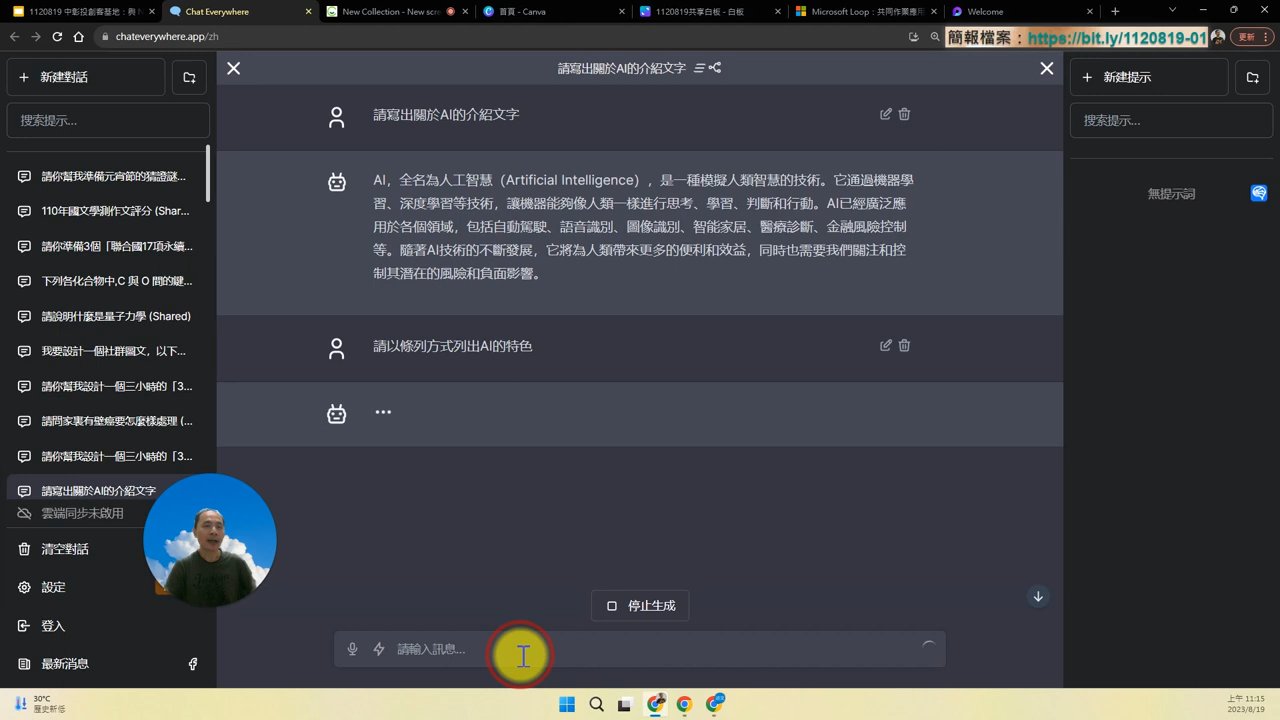 1120819 中彰投創客基地：興
Chat Everywhere
New Collection - New scre
首頁 - Canva
1120819共享白板 - 白板
Microsoft Loop：共同作業應用
Welcome
chateverywhere.app/zh
簡報檔案：https://bit.ly/1120819-01
更新
新建對話
搜索提示...
請你幫我準備元宵節的猜謎謎...
110年國文學測作文評分 (Shar...
請你準備3個「聯合國17項永續...
下列各化合物中,C 與 O 間的鍵...
請說明什麼是量子力學 (Shared)
我要設計一個社群圖文，以下...
請你幫我設計一個三小時的「3...
請問家裏有壁癌要怎麼樣處理 (...
請你幫我設計一個三小時的「3...
請寫出關於AI的介紹文字
雲端同步未啟用
清空對話
設定
登入
最新消息
請寫出關於AI的介紹文字
請寫出關於AI的介紹文字
AI，全名為人工智慧（Artificial Intelligence），是一種模擬人類智慧的技術。它通過機器學
習、深度學習等技術，讓機器能夠像人類一樣進行思考、學習、判斷和行動。AI已經廣泛應
用於各個領域，包括自動駕駛、語音識別、圖像識別、智能家居、醫療診斷、金融風險控制
等。隨著AI技術的不斷發展，它將為人類帶來更多的便利和效益，同時也需要我們關注和控
制其潛在的風險和負面影響。
請以條列方式列出AI的特色
...
停止生成
請輸入訊息...
新建提示
搜索提示...
無提示詞
30°C
歷史新低
上午 11:15
2023/8/19